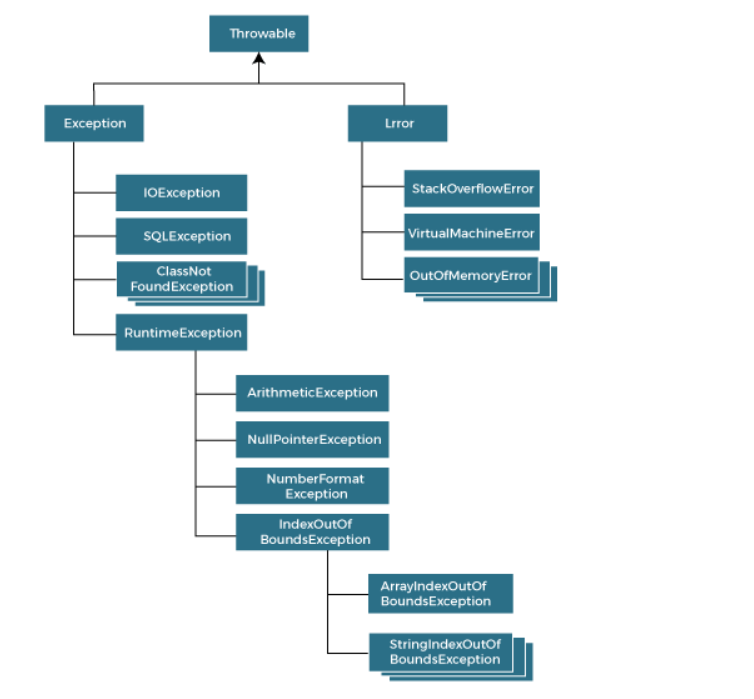 Throwable
Exception
Lrror
IOException
SQLException
ClassNot
FoundException
RuntimeException
StackOverflowError
VirtualMachineError
OutOfMemoryError
ArithmeticException
NullPointerException
NumberFormat
Exception
IndexOutOf
BoundsException
ArrayIndexOutOf
BoundsException
StringIndexOutOf
BoundsException